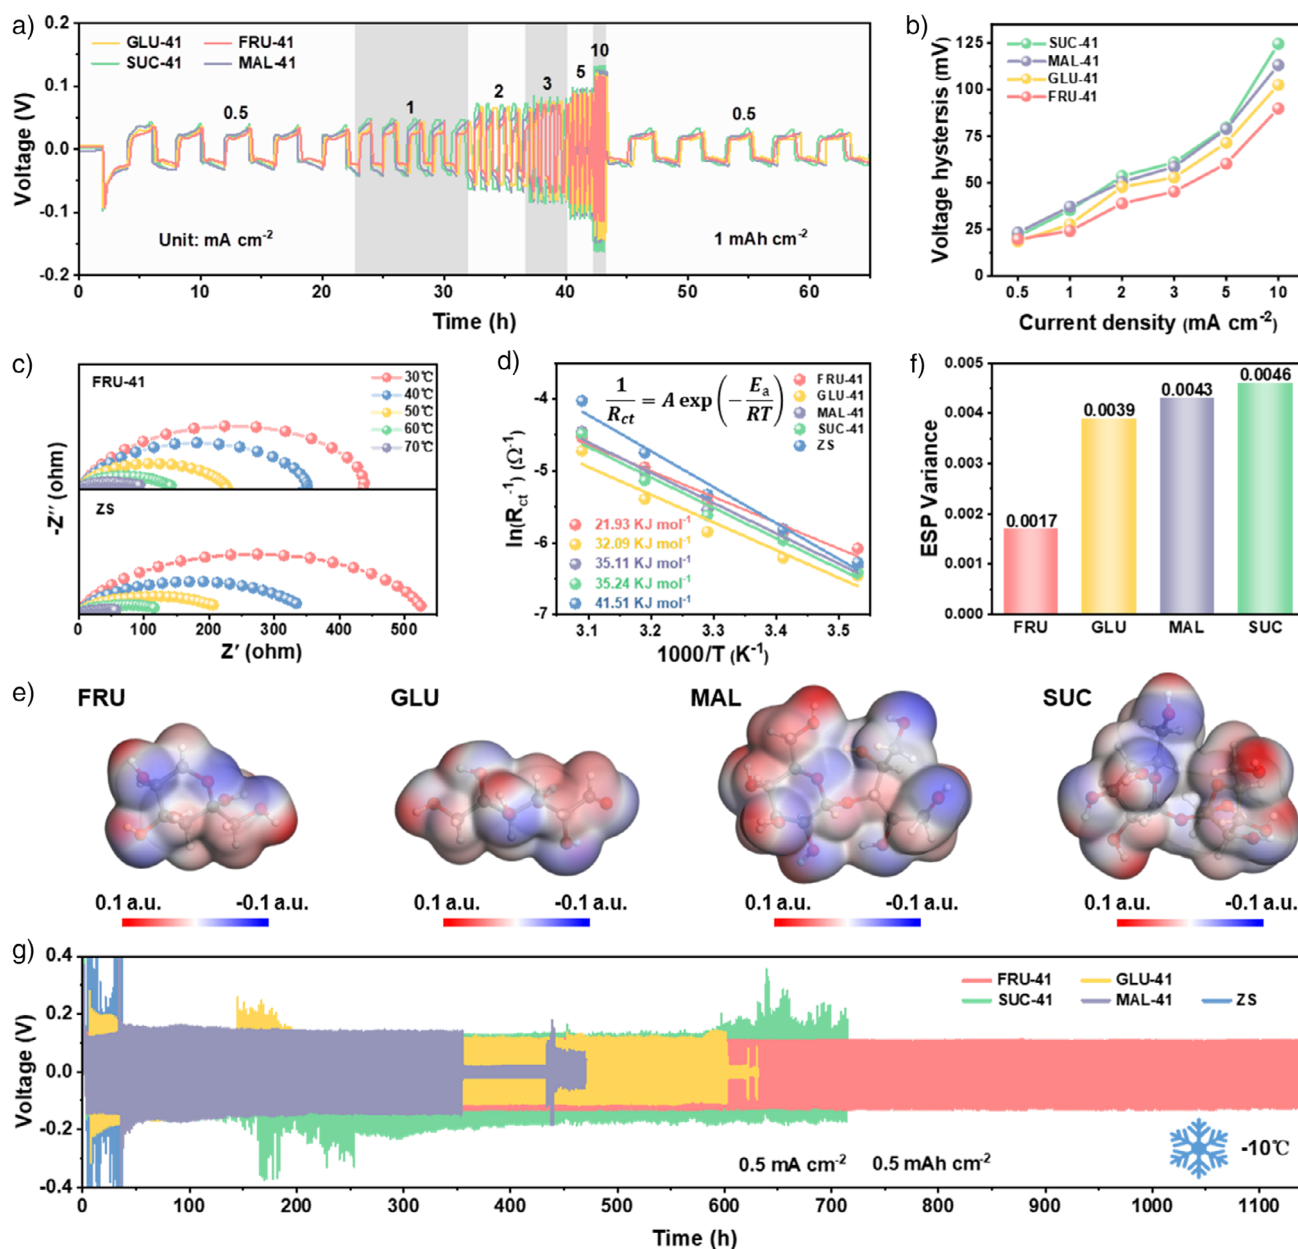 a)
GLU-41 FRU-41
SUC-41 MAL-41
0.5 1 2 3 5 10 0.5
Unit: mA cm-2
1 mAh cm-2
Voltage (V)
0.2
0.1
0.0
-0.1
-0.2
0 10 20 30 40 50 60
Time (h)
b)
SUC-41
MAL-41
GLU-41
FRU-41
Voltage hystersis (mV)
125
100
75
50
25
0
0.5 1 2 3 5 10
Current density (mA cm-2)
c)
FRU-41
30℃
40℃
50℃
60℃
70℃
ZS
-Z′′ (ohm)
0 100 200 300 400 500
Z′ (ohm)
d)
1/Rct = A exp(−Ea/RT)
FRU-41
GLU-41
MAL-41
SUC-41
ZS
21.93 KJ mol-1
32.09 KJ mol-1
35.11 KJ mol-1
35.24 KJ mol-1
41.51 KJ mol-1
ln(Rct-1) (Ω-1)
-4
-5
-6
-7
3.1 3.2 3.3 3.4 3.5
1000/T (K-1)
f)
ESP Variance
0.005
0.004
0.003
0.002
0.001
0.000
0.0017 0.0039 0.0043 0.0046
FRU GLU MAL SUC
e)
FRU GLU MAL SUC
0.1 a.u. -0.1 a.u. 0.1 a.u. -0.1 a.u. 0.1 a.u. -0.1 a.u. 0.1 a.u. -0.1 a.u.
g)
FRU-41 GLU-41
SUC-41 MAL-41 ZS
Voltage (V)
0.4
0.2
0.0
-0.2
-0.4
0.5 mA cm-2 0.5 mAh cm-2
-10℃
0 100 200 300 400 500 600 700 800 900 1000 1100
Time (h)